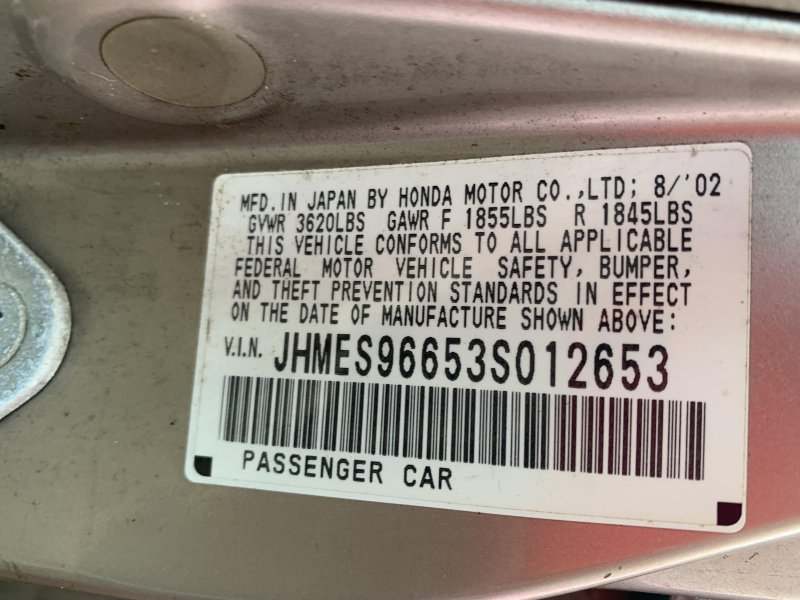 MFD. IN JAPAN BY HONDA MOTOR CO.,LTD; 8/'02
GVWR 3620LBS GAWR F 1855LBS R 1845LBS
THIS VEHICLE CONFORMS TO ALL APPLICABLE
FEDERAL MOTOR VEHICLE SAFETY, BUMPER,
AND THEFT PREVENTION STANDARDS IN EFFECT
ON THE DATE OF MANUFACTURE SHOWN ABOVE:
V.I.N. JHMES96653S012653
PASSENGER CAR